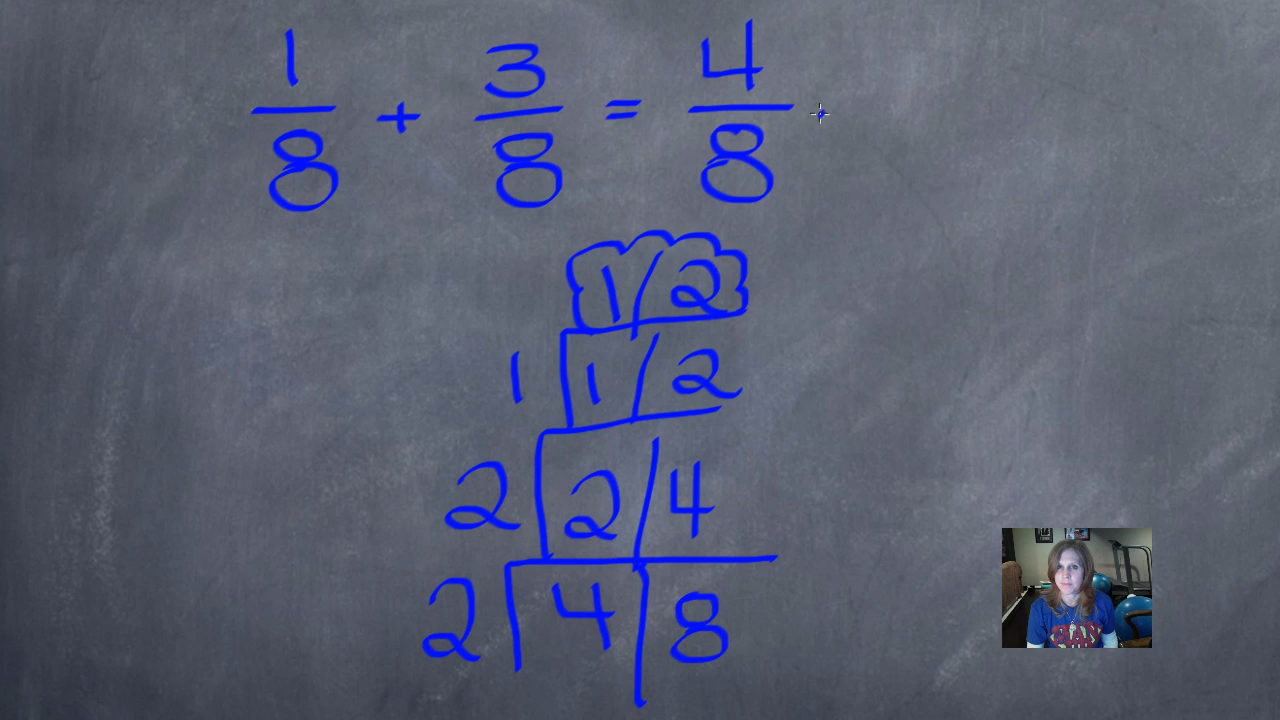 1/8 + 3/8 = 4/8
1/2
1 1/2
2 2/4
2 4 8